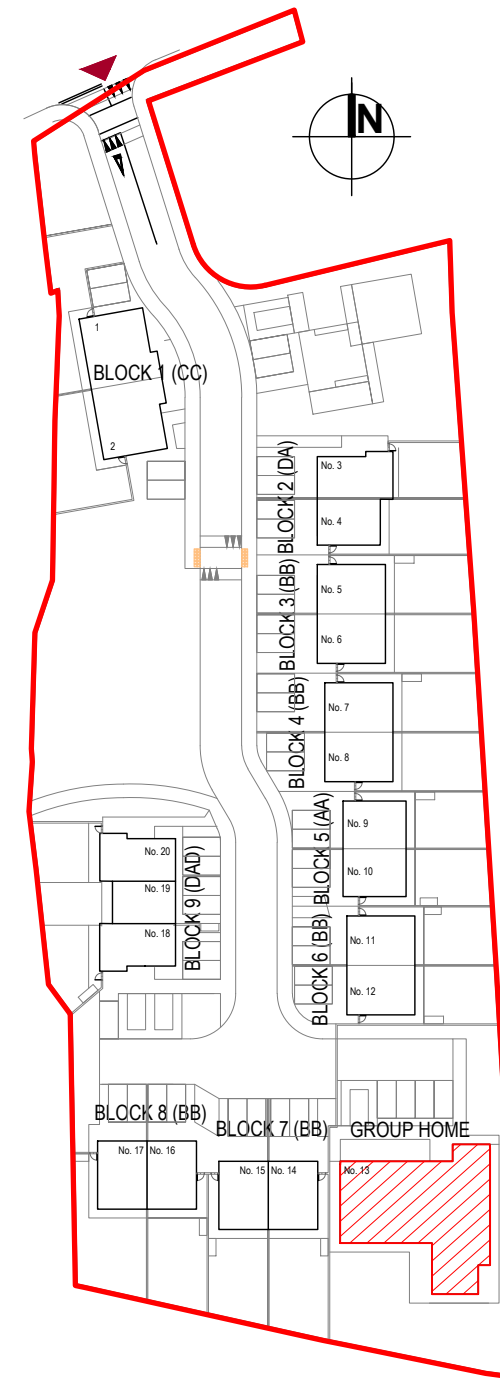 N
1
BLOCK 1 (CC)
2
BLOCK 2 (DA)
No. 3
No. 4
BLOCK 3 (BB)
No. 5
No. 6
BLOCK 4 (BB)
No. 7
No. 8
BLOCK 5 (AA)
No. 9
No. 10
BLOCK 9 (DAD)
No. 20
No. 19
No. 18
BLOCK 6 (BB)
No. 11
No. 12
BLOCK 8 (BB)
No. 17
No. 16
BLOCK 7 (BB)
No. 15
No. 14
GROUP HOME
No. 13